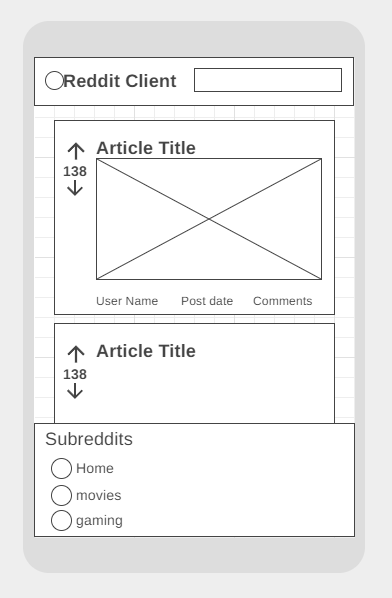 Reddit Client
Article Title
138
User Name Post date Comments
Article Title
138
Subreddits
Home
movies
gaming